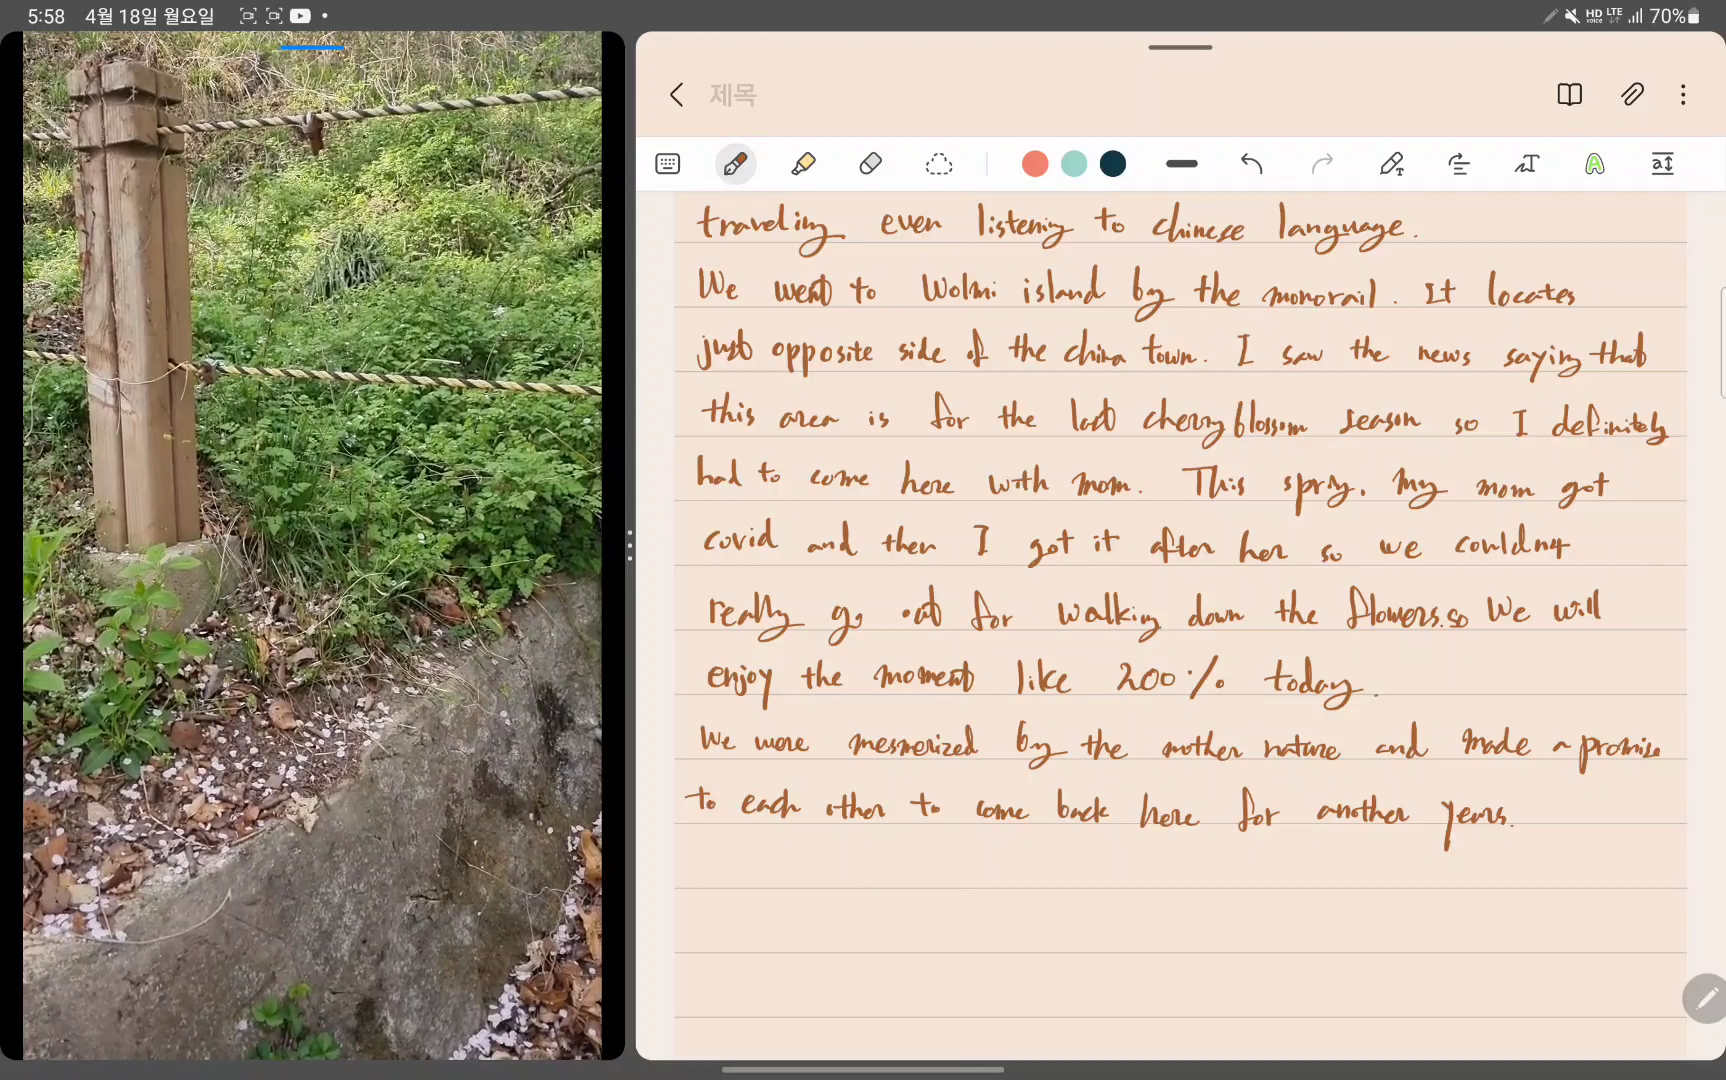 5:58 4월 18일 월요일
HD voice LTE 70%
제목
traveling even listening to chinese language.
We went to Wolmi island by the monorail. It locates
just opposite side of the china town. I saw the news saying that
this area is for the last cherry blossom season so I definitely
had to come here with mom. This spring. my mom got
covid and then I got it after her so we couldn't
really go out for walking down the flowers. so We will
enjoy the moment like 200% today.
We were mesmerized by the mother nature and made a promise
to each other to come back here for another years.